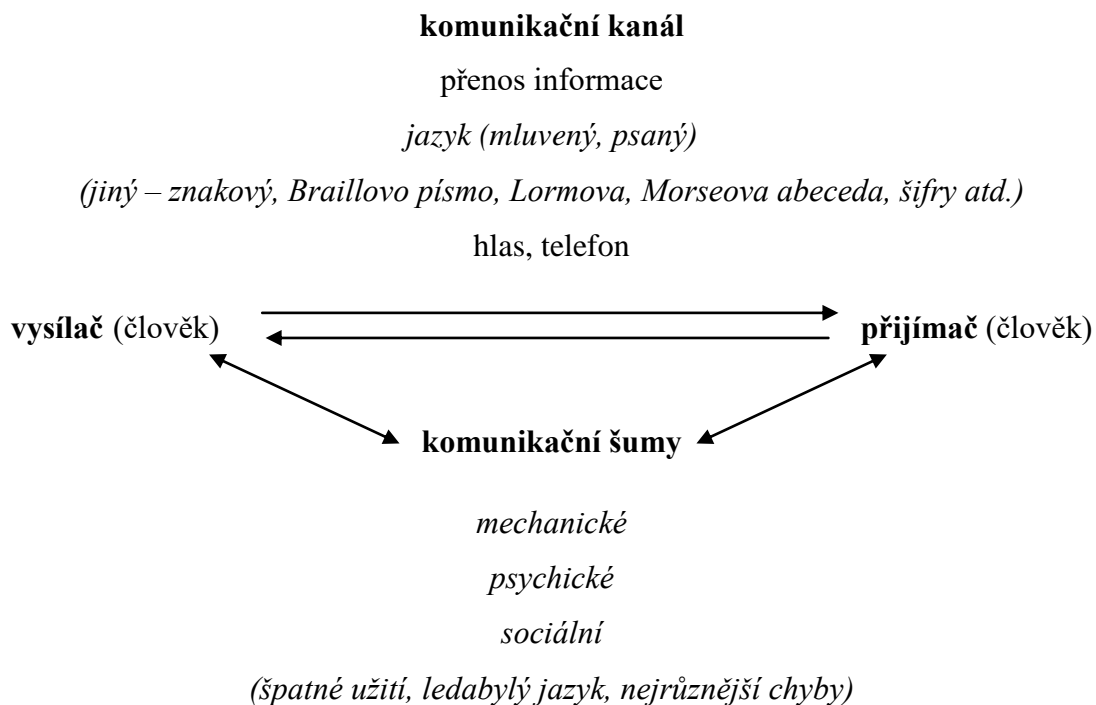 komunikační kanál
přenos informace
jazyk (mluvený, psaný)
(jiný – znakový, Braillovo písmo, Lormova, Morseova abeceda, šifry atd.)
hlas, telefon
vysílač (člověk)
přijímač (člověk)
komunikační šumy
mechanické
psychické
sociální
(špatné užití, ledabylý jazyk, nejrůznější chyby)